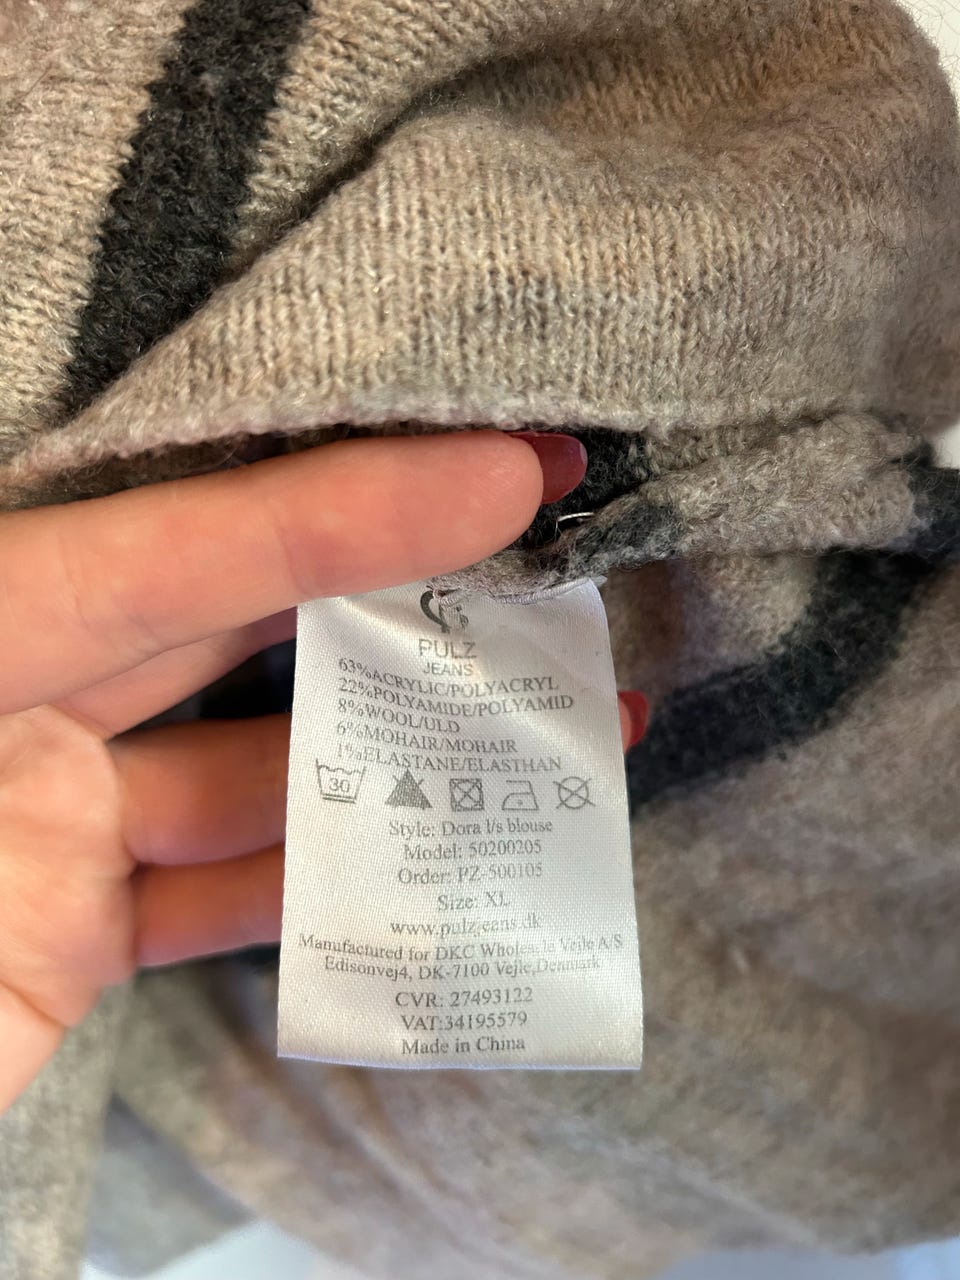 PULZ
JEANS
63%ACRYLIC/POLYACRYL
22%POLYAMIDE/POLYAMID
8%WOOL/ULD
6%MOHAIR/MOHAIR
1%ELASTANE/ELASTHAN
30
Style: Dora l/s blouse
Model: 50200205
Order: PZ-500105
Size: XL
www.pulzjeans.dk
Manufactured for DKC Wholesale Vejle A/S
Edisonvej4, DK-7100 Vejle,Denmark
CVR: 27493122
VAT:34195579
Made in China